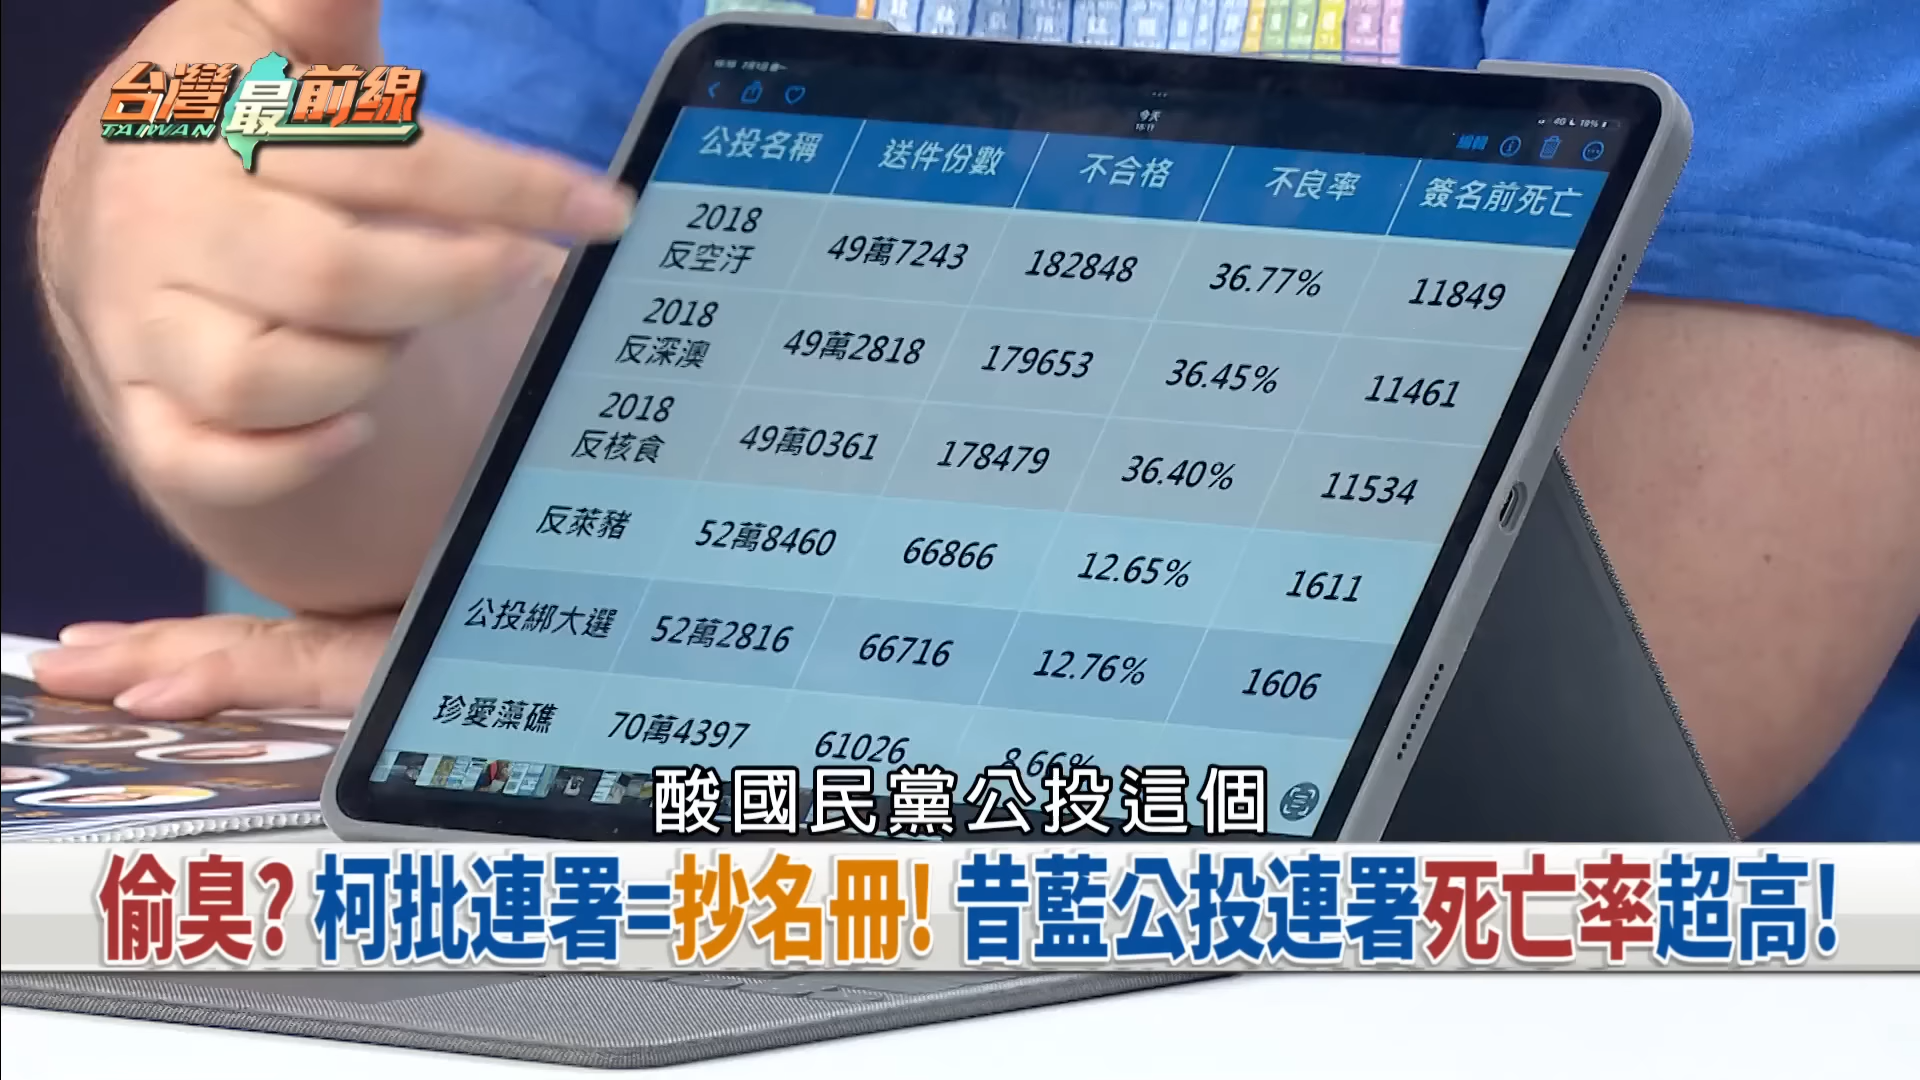 台灣最前線
TAIWAN
今天
編輯
公投名稱 送件份數 不合格 不良率 簽名前死亡
2018
反空汙 49萬7243 182848 36.77% 11849
2018
反深澳 49萬2818 179653 36.45% 11461
2018
反核食 49萬0361 178479 36.40% 11534
反萊豬 52萬8460 66866 12.65% 1611
公投綁大選 52萬2816 66716 12.76% 1606
珍愛藻礁 70萬4397 61026 8.66%
酸國民黨公投這個
偷臭?柯批連署=抄名冊!昔藍公投連署死亡率超高!